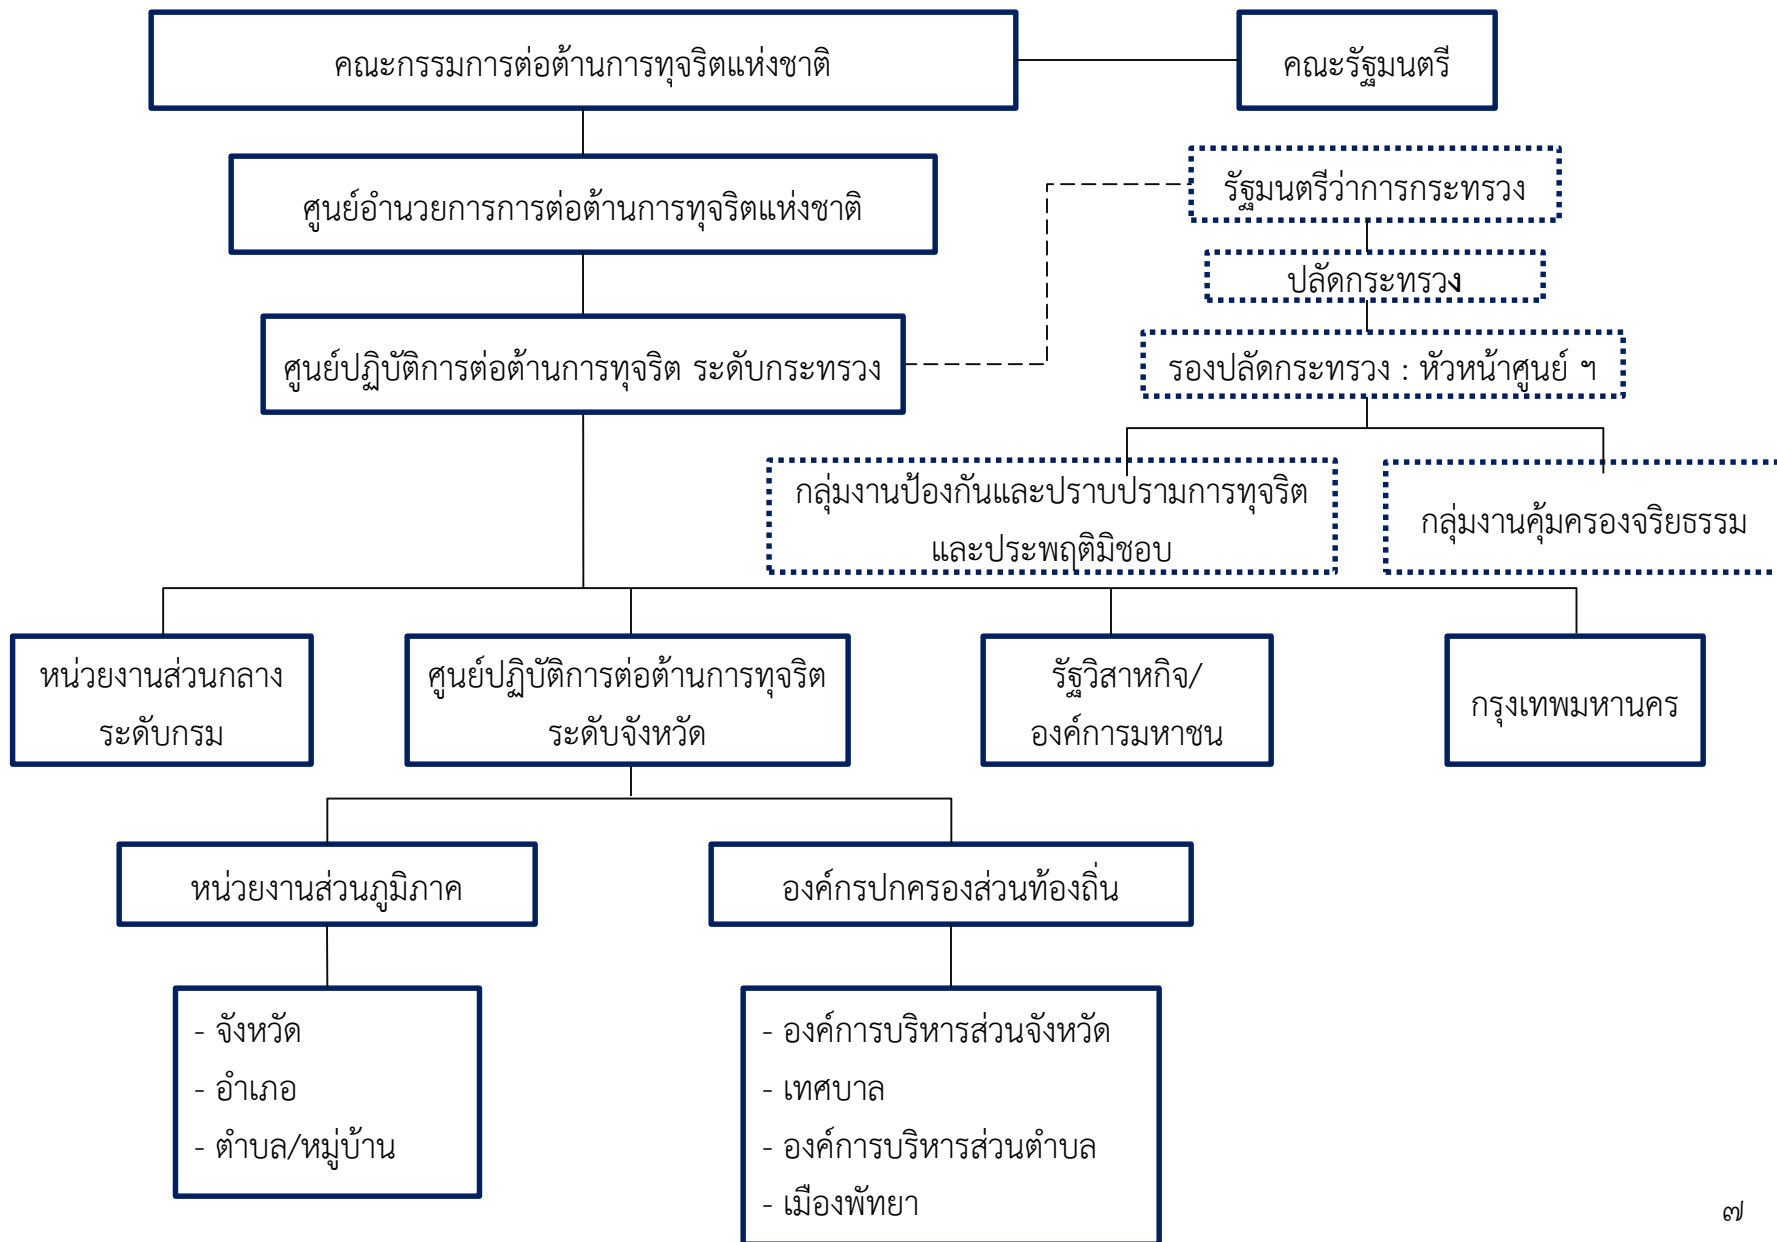 คณะกรรมการต่อต้านการทุจริตแห่งชาติ
คณะรัฐมนตรี
ศูนย์อำนวยการการต่อต้านการทุจริตแห่งชาติ
รัฐมนตรีว่าการกระทรวง
ปลัดกระทรวง
ศูนย์ปฏิบัติการต่อต้านการทุจริต ระดับกระทรวง
รองปลัดกระทรวง : หัวหน้าศูนย์ ฯ
กลุ่มงานป้องกันและปราบปรามการทุจริต
และประพฤติมิชอบ
กลุ่มงานคุ้มครองจริยธรรม
หน่วยงานส่วนกลาง
ระดับกรม
ศูนย์ปฏิบัติการต่อต้านการทุจริต
ระดับจังหวัด
รัฐวิสาหกิจ/
องค์การมหาชน
กรุงเทพมหานคร
หน่วยงานส่วนภูมิภาค
องค์กรปกครองส่วนท้องถิ่น
- จังหวัด
- อำเภอ
- ตำบล/หมู่บ้าน
- องค์การบริหารส่วนจังหวัด
- เทศบาล
- องค์การบริหารส่วนตำบล
- เมืองพัทยา
๗